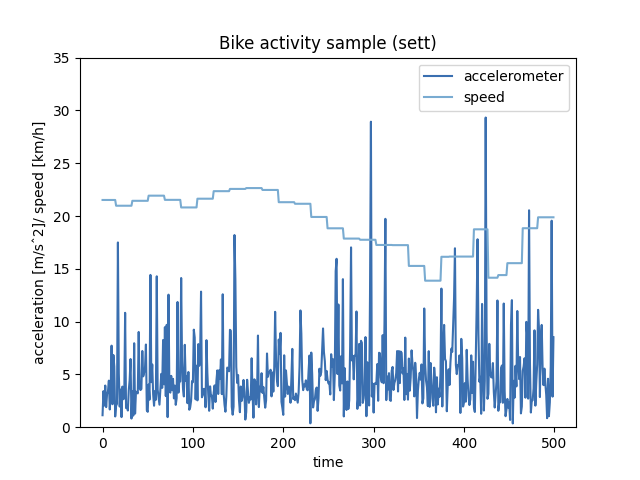 Bike activity sample (sett)
35
30
25
20
15
10
5
0
acceleration [m/s^2]/ speed [km/h]
accelerometer
speed
0
100
200
300
400
500
time